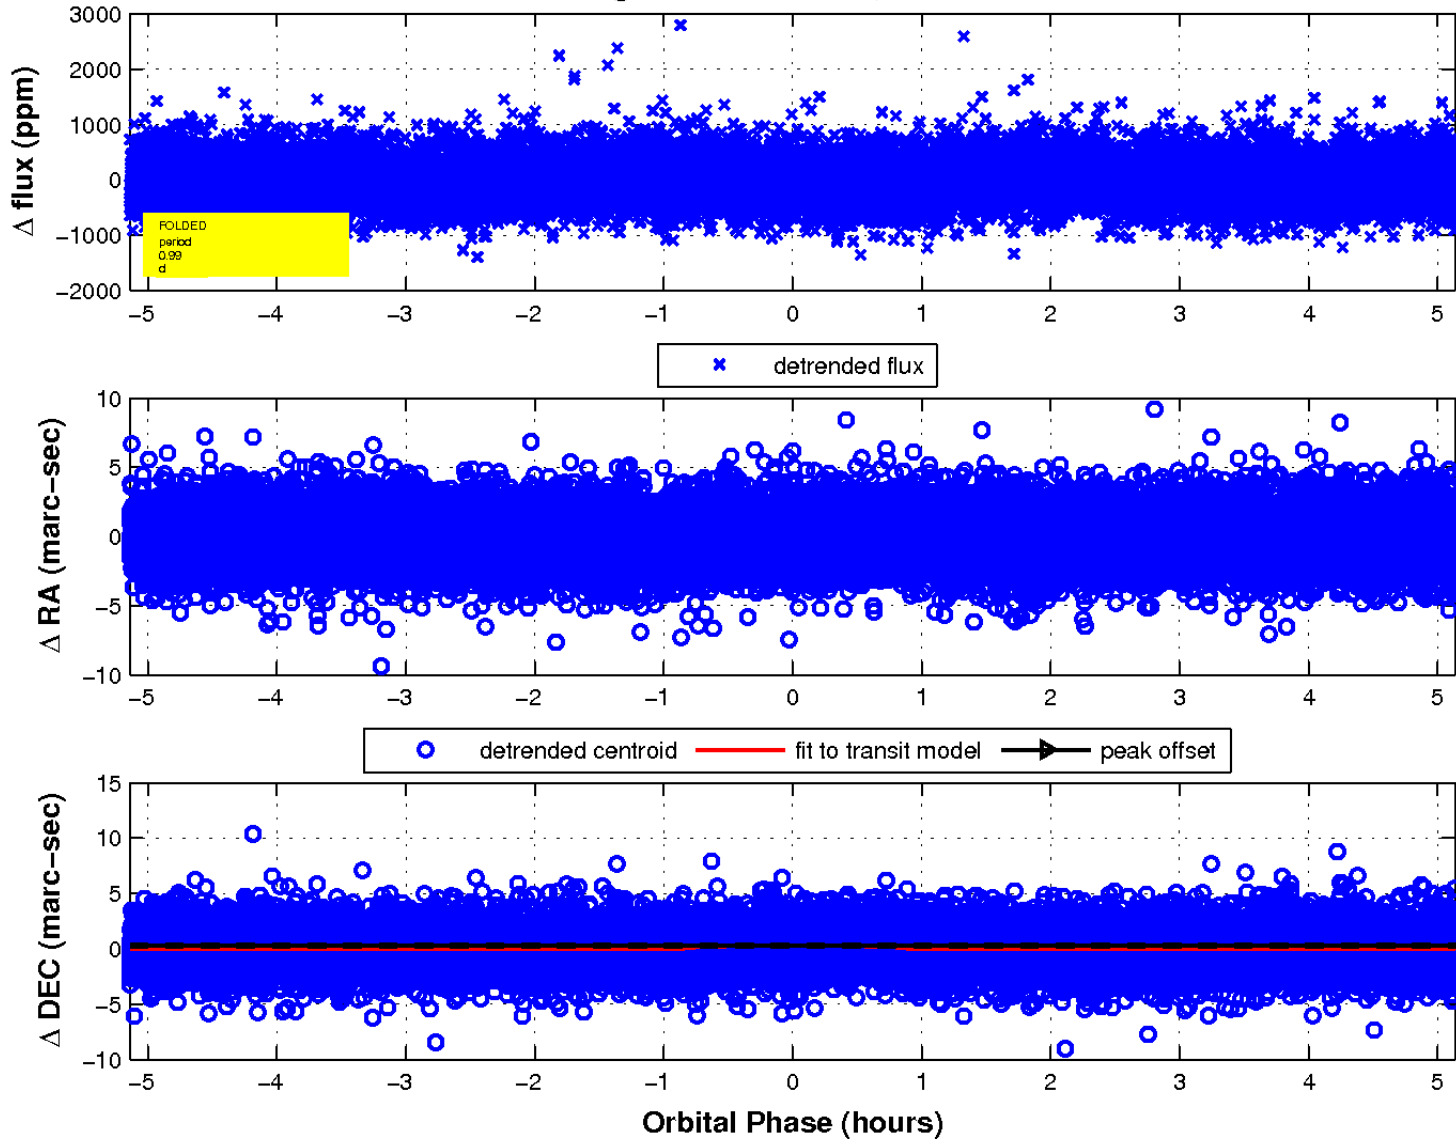 3000
2000
1000
0
−1000
−2000
Δ flux (ppm)
FOLDED
period
0.99
d
−5 −4 −3 −2 −1 0 1 2 3 4 5
detrended flux
10
5
0
−5
−10
Δ RA (marc−sec)
−5 −4 −3 −2 −1 0 1 2 3 4 5
detrended centroid fit to transit model peak offset
15
10
5
0
−5
−10
Δ DEC (marc−sec)
−5 −4 −3 −2 −1 0 1 2 3 4 5
Orbital Phase (hours)